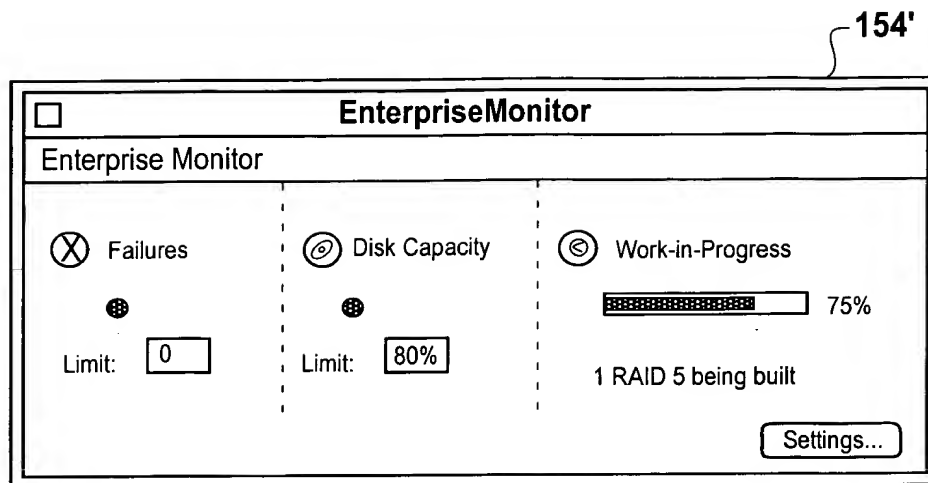 154'
EnterpriseMonitor
Enterprise Monitor
Failures
Limit: 0
Disk Capacity
Limit: 80%
Work-in-Progress
75%
1 RAID 5 being built
Settings...